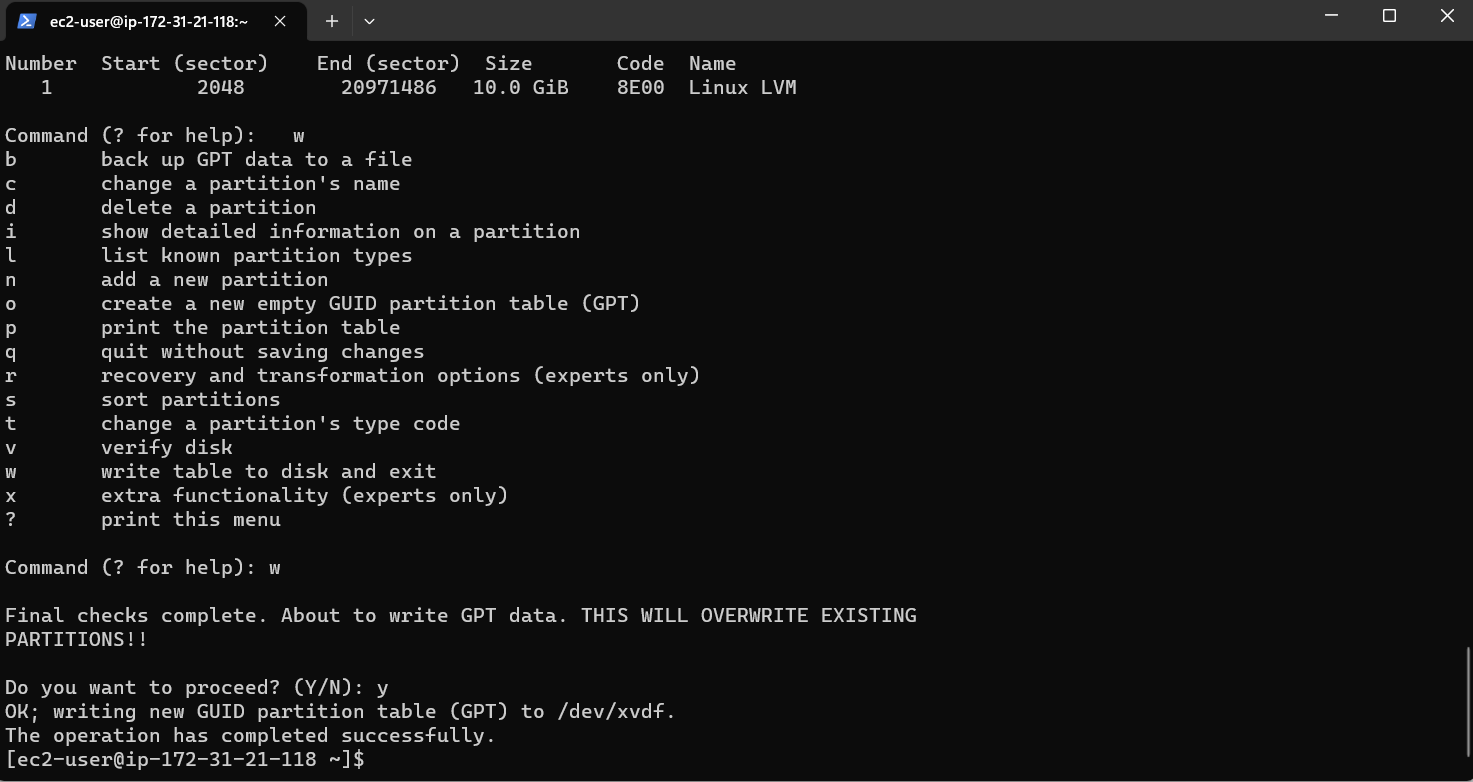 ec2-user@ip-172-31-21-118:~
Number  Start (sector)    End (sector)  Size       Code  Name
   1            2048        20971486   10.0 GiB    8E00  Linux LVM
Command (? for help):   w
b       back up GPT data to a file
c       change a partition's name
d       delete a partition
i       show detailed information on a partition
l       list known partition types
n       add a new partition
o       create a new empty GUID partition table (GPT)
p       print the partition table
q       quit without saving changes
r       recovery and transformation options (experts only)
s       sort partitions
t       change a partition's type code
v       verify disk
w       write table to disk and exit
x       extra functionality (experts only)
?       print this menu
Command (? for help): w
Final checks complete. About to write GPT data. THIS WILL OVERWRITE EXISTING
PARTITIONS!!
Do you want to proceed? (Y/N): y
OK; writing new GUID partition table (GPT) to /dev/xvdf.
The operation has completed successfully.
[ec2-user@ip-172-31-21-118 ~]$